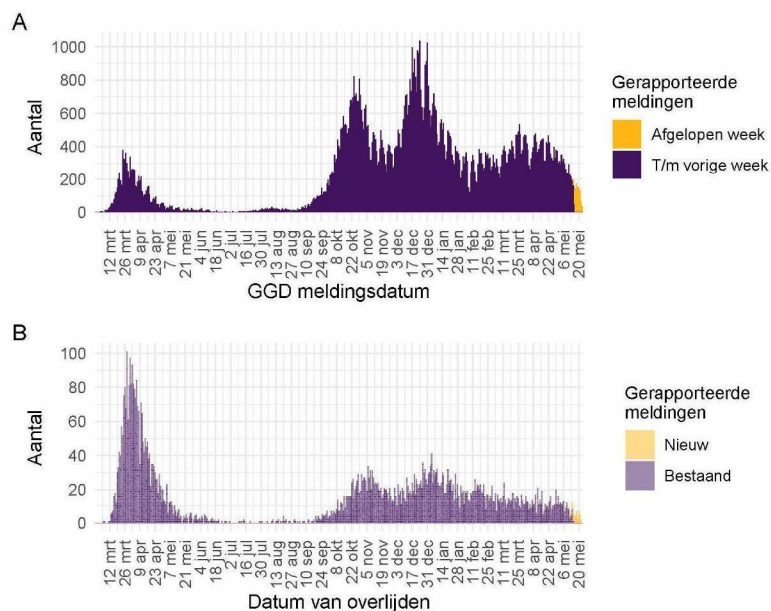 A
1000
800
600
400
200
0
Aantal
12 mrt
26 mrt
9 apr
23 apr
7 mei
21 mei
4 jun
18 jun
2 jul
16 jul
30 jul
13 aug
27 aug
10 sep
24 sep
8 okt
22 okt
5 nov
19 nov
3 dec
17 dec
31 dec
14 jan
28 jan
11 feb
25 feb
11 mrt
25 mrt
8 apr
22 apr
6 mei
20 mei
GGD meldingsdatum
Gerapporteerde
meldingen
Afgelopen week
T/m vorige week
B
100
80
60
40
20
0
Aantal
12 mrt
26 mrt
9 apr
23 apr
7 mei
21 mei
4 jun
18 jun
2 jul
16 jul
30 jul
13 aug
27 aug
10 sep
24 sep
8 okt
22 okt
5 nov
19 nov
3 dec
17 dec
31 dec
14 jan
28 jan
11 feb
25 feb
11 mrt
25 mrt
8 apr
22 apr
6 mei
20 mei
Datum van overlijden
Gerapporteerde
meldingen
Nieuw
Bestaand